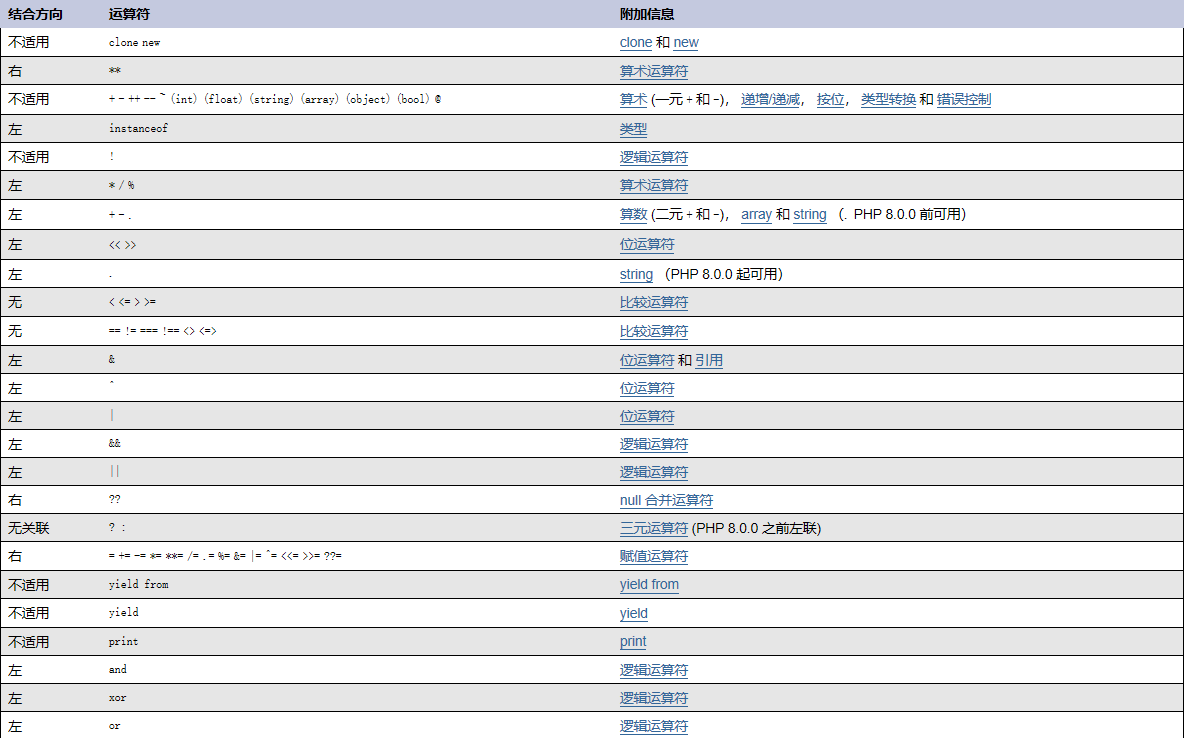 结合方向 运算符 附加信息
不适用 clone new clone 和 new
右 ** 算术运算符
不适用 + - ++ -- ~ (int) (float) (string) (array) (object) (bool) @ 算术 (一元 + 和 -)， 递增/递减， 按位， 类型转换 和 错误控制
左 instanceof 类型
不适用 ! 逻辑运算符
左 * / % 算术运算符
左 + - . 算数 (二元 + 和 -)， array 和 string （. PHP 8.0.0 前可用）
左 << >> 位运算符
左 . string （PHP 8.0.0 起可用）
无 < <= > >= 比较运算符
无 == != === !== <> <=> 比较运算符
左 & 位运算符 和 引用
左 ^ 位运算符
左 | 位运算符
左 && 逻辑运算符
左 || 逻辑运算符
右 ?? null 合并运算符
无关联 ? : 三元运算符 (PHP 8.0.0 之前左联)
右 = += -= *= **= /= .= %= &= |= ^= <<= >>= ??= 赋值运算符
不适用 yield from yield from
不适用 yield yield
不适用 print print
左 and 逻辑运算符
左 xor 逻辑运算符
左 or 逻辑运算符